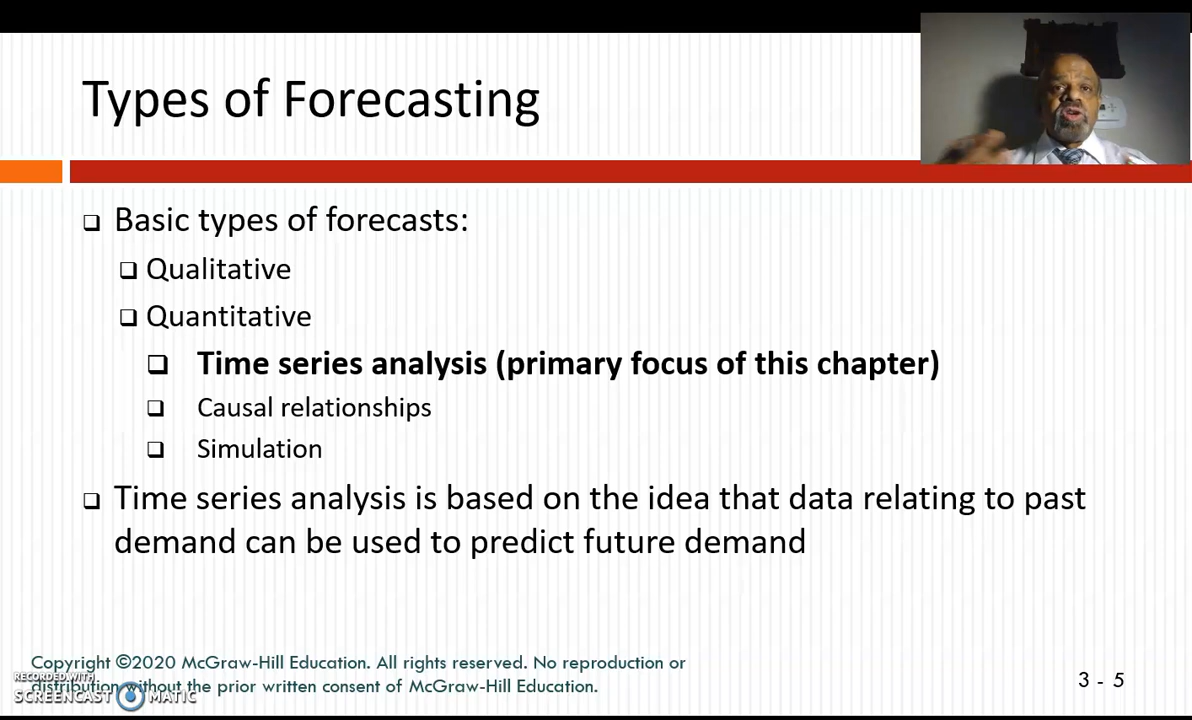 Types of Forecasting
Basic types of forecasts:
Qualitative
Quantitative
Time series analysis (primary focus of this chapter)
Causal relationships
Simulation
Time series analysis is based on the idea that data relating to past
demand can be used to predict future demand
Copyright ©2020 McGraw-Hill Education. All rights reserved. No reproduction or
distribution without the prior written consent of McGraw-Hill Education.
RECORDED WITH
SCREENCAST MATIC
3 - 5